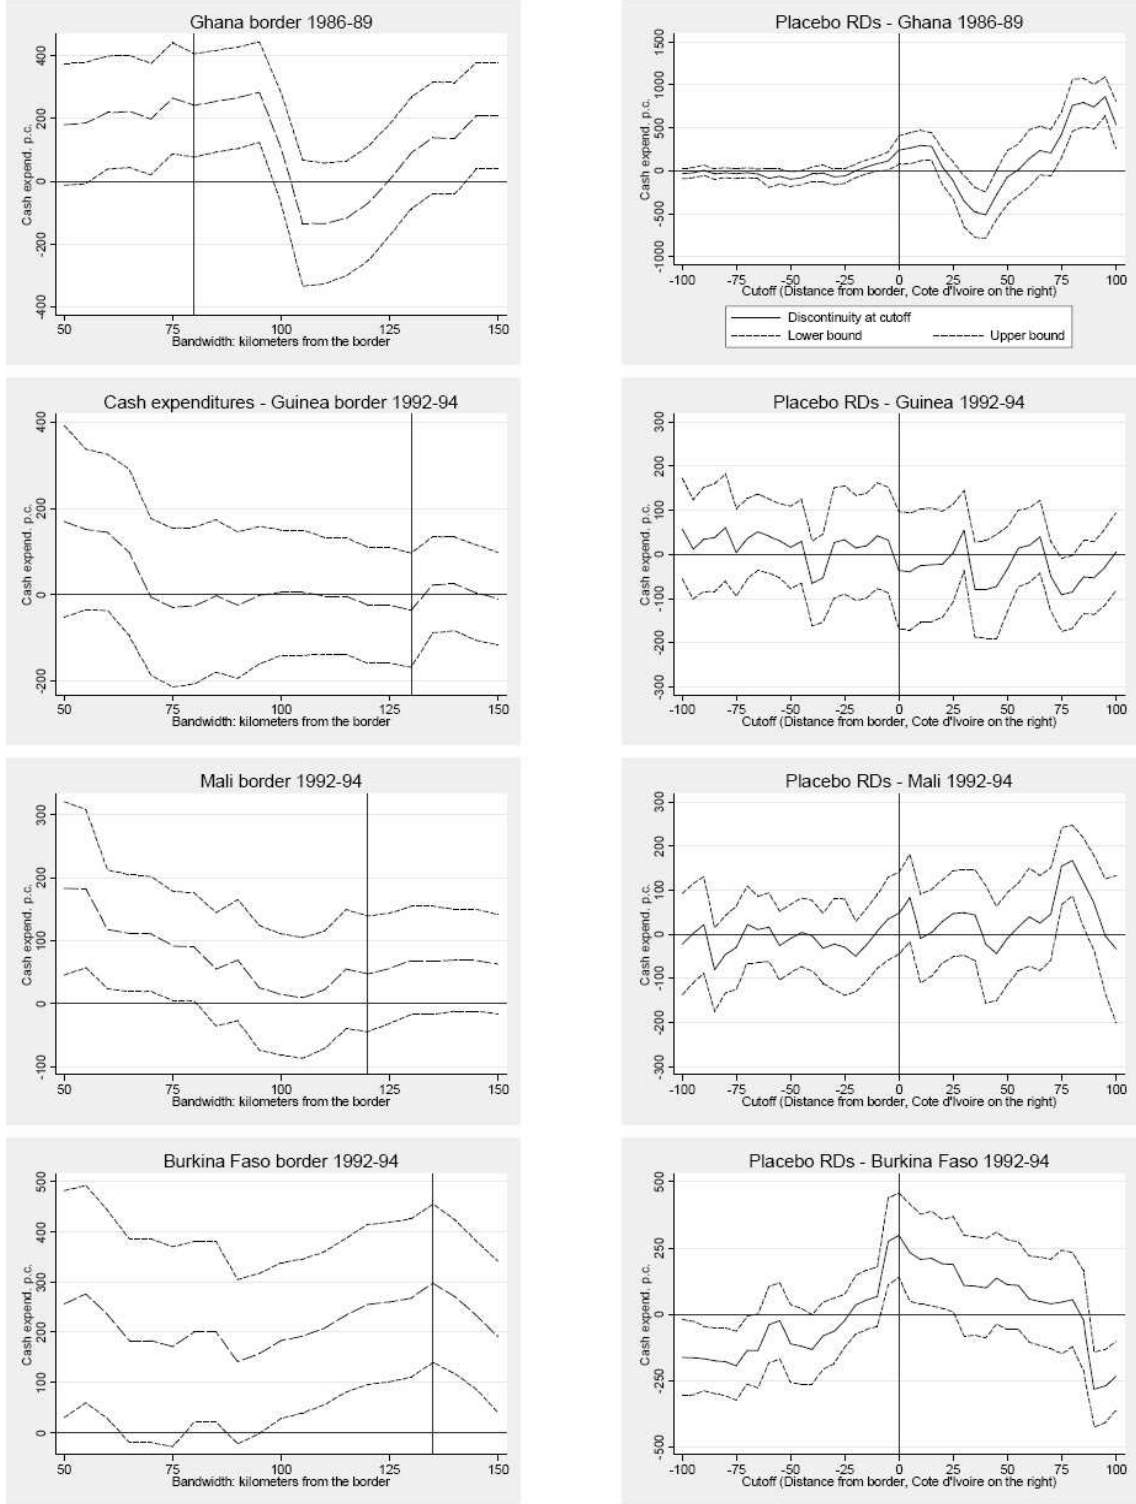 Ghana border 1986-89
Cash expend. p.c.
400
200
0
-200
-400
50 75 100 125 150
Bandwidth: kilometers from the border
Placebo RDs - Ghana 1986-89
Cash expend. p.c.
1500
1000
500
0
-500
-1000
-100 -75 -50 -25 0 25 50 75 100
Cutoff (Distance from border, Cote d'Ivoire on the right)
Discontinuity at cutoff
Lower bound Upper bound
Cash expenditures - Guinea border 1992-94
Cash expend. p.c.
400
200
0
-200
50 75 100 125 150
Bandwidth: kilometers from the border
Placebo RDs - Guinea 1992-94
Cash expend. p.c.
300
200
100
0
-100
-200
-300
-100 -75 -50 -25 0 25 50 75 100
Cutoff (Distance from border, Cote d'Ivoire on the right)
Mali border 1992-94
Cash expend. p.c.
300
200
100
0
-100
50 75 100 125 150
Bandwidth: kilometers from the border
Placebo RDs - Mali 1992-94
Cash expend. p.c.
300
200
100
0
-100
-200
-300
-100 -75 -50 -25 0 25 50 75 100
Cutoff (Distance from border, Cote d'Ivoire on the right)
Burkina Faso border 1992-94
Cash expend. p.c.
500
400
300
200
100
0
50 75 100 125 150
Bandwidth: kilometers from the border
Placebo RDs - Burkina Faso 1992-94
Cash expend. p.c.
500
250
0
-250
-500
-100 -75 -50 -25 0 25 50 75 100
Cutoff (Distance from border, Cote d'Ivoire on the right)